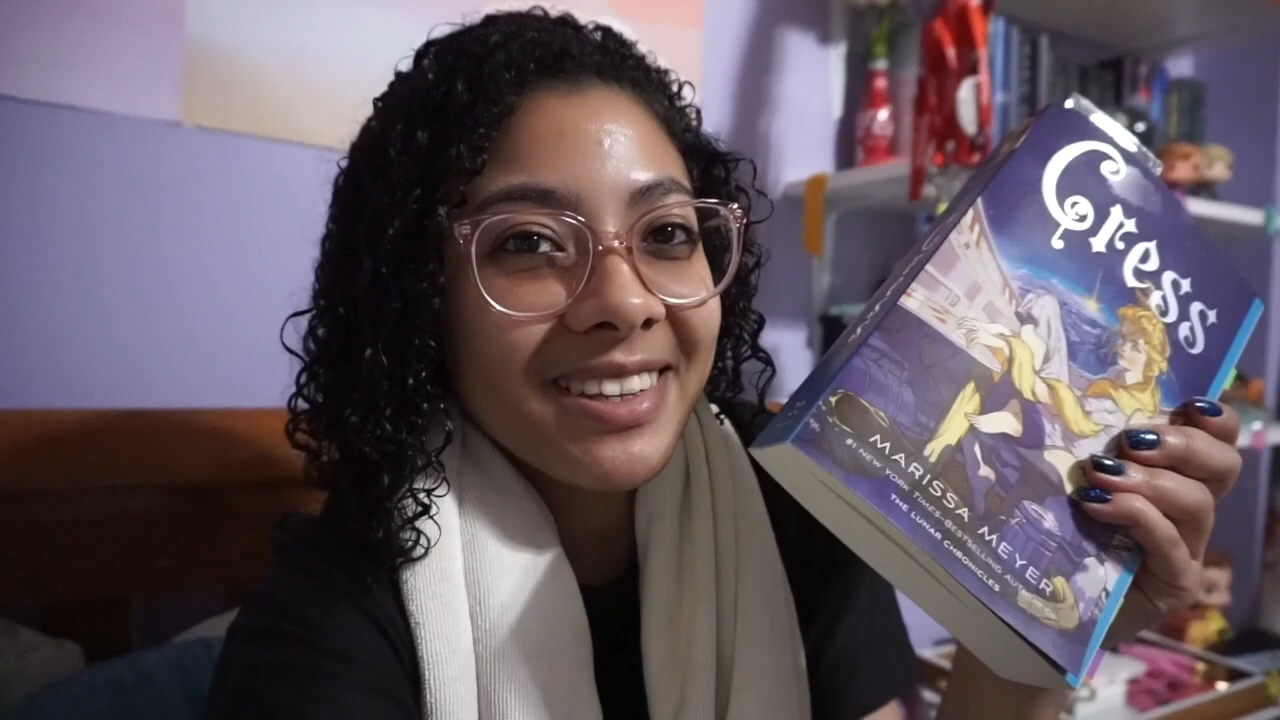 Cress
MARISSA MEYER
#1 NEW YORK TIMES-BESTSELLING AUTHOR
THE LUNAR CHRONICLES